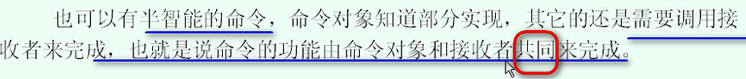 也可以有半智能的命令，命令对象知道部分实现，其它的还是需要调用接
收者来完成，也就是说命令的功能由命令对象和接收者共同来完成。